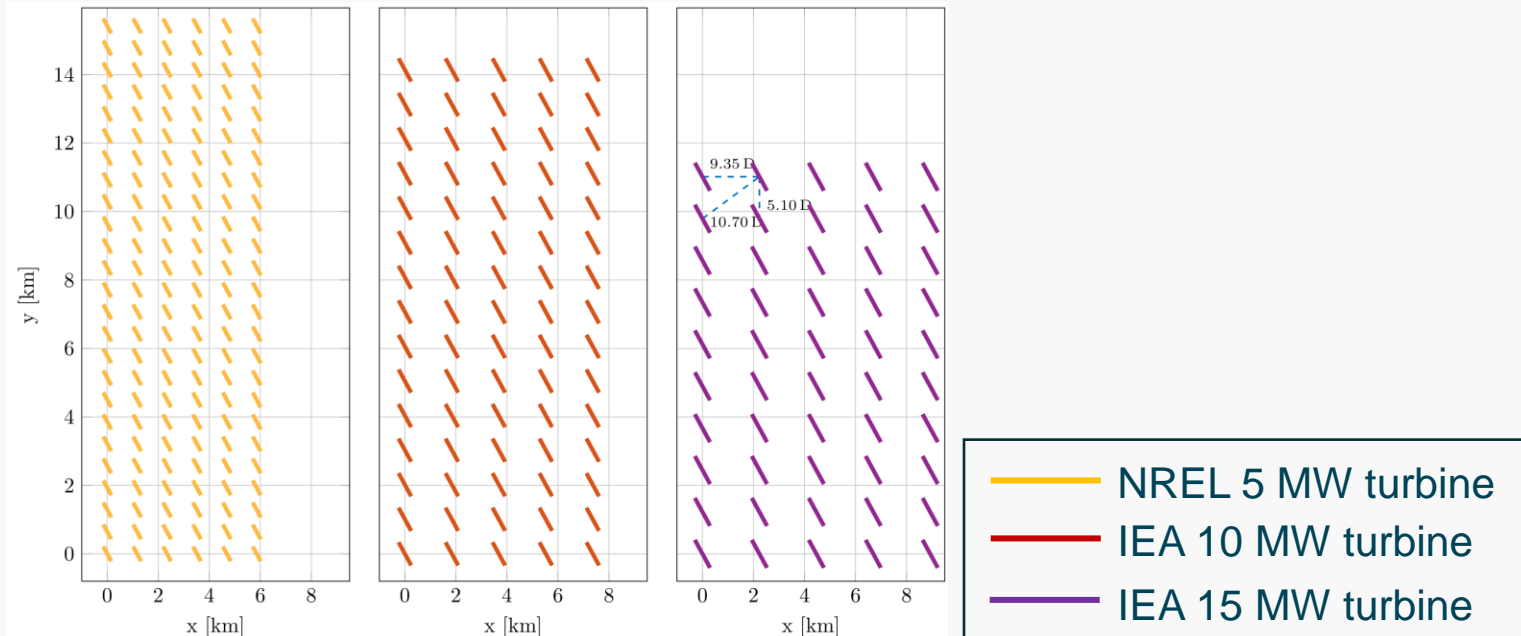 14
12
10
8
6
4
2
0
y [km]
0 2 4 6 8
x [km]
0 2 4 6 8
x [km]
9.35 D
5.10 D
10.70 D
0 2 4 6 8
x [km]
NREL 5 MW turbine
IEA 10 MW turbine
IEA 15 MW turbine